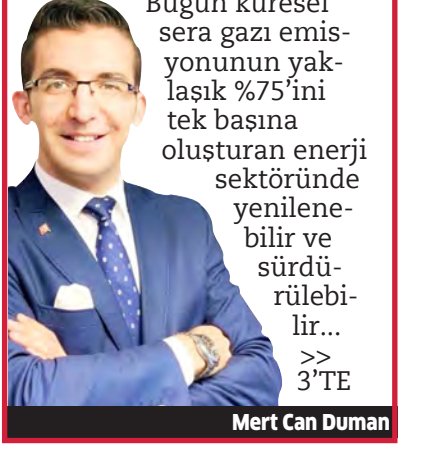 Bugün küresel
sera gazı emis-
yonunun yak-
laşık %75’ini
tek başına
oluşturan enerji
sektöründe
yenilene-
bilir ve
sürdü-
rülebi-
lir...
>>
3’TE
Mert Can Duman